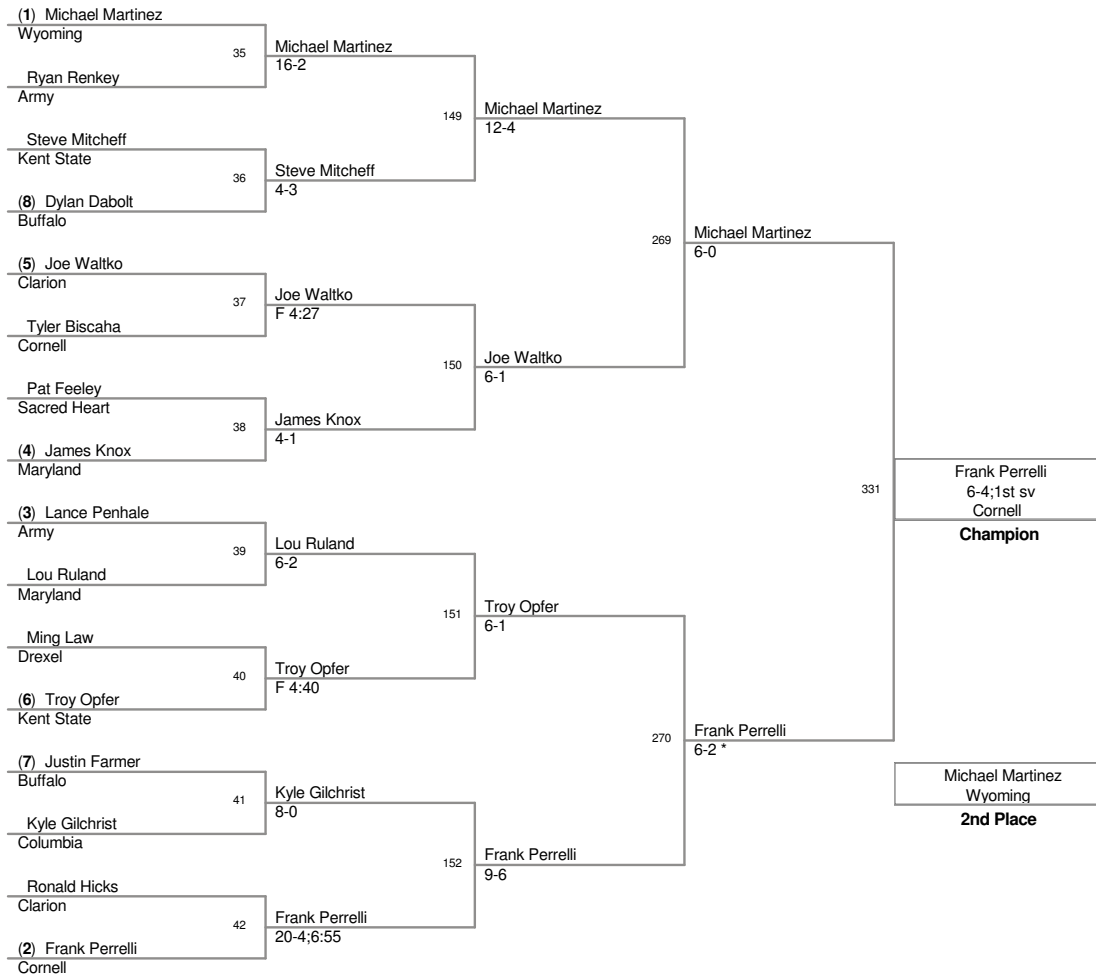 (1) Michael Martinez
Wyoming
35
Ryan Renkey
Army
Michael Martinez
16-2
Steve Mitcheff
Kent State
36
(8) Dylan Dabolt
Buffalo
Steve Mitcheff
4-3
149
Michael Martinez
12-4
(5) Joe Waltko
Clarion
37
Tyler Biscaha
Cornell
Joe Waltko
F 4:27
Pat Feeley
Sacred Heart
38
(4) James Knox
Maryland
James Knox
4-1
150
Joe Waltko
6-1
269
Michael Martinez
6-0
(3) Lance Penhale
Army
39
Lou Ruland
Maryland
Lou Ruland
6-2
Ming Law
Drexel
40
(6) Troy Opfer
Kent State
Troy Opfer
F 4:40
151
Troy Opfer
6-1
(7) Justin Farmer
Buffalo
41
Kyle Gilchrist
Columbia
Kyle Gilchrist
8-0
Ronald Hicks
Clarion
42
(2) Frank Perrelli
Cornell
Frank Perrelli
20-4;6:55
152
Frank Perrelli
9-6
270
Frank Perrelli
6-2 *
331
Frank Perrelli
6-4;1st sv
Cornell
Champion
Michael Martinez
Wyoming
2nd Place